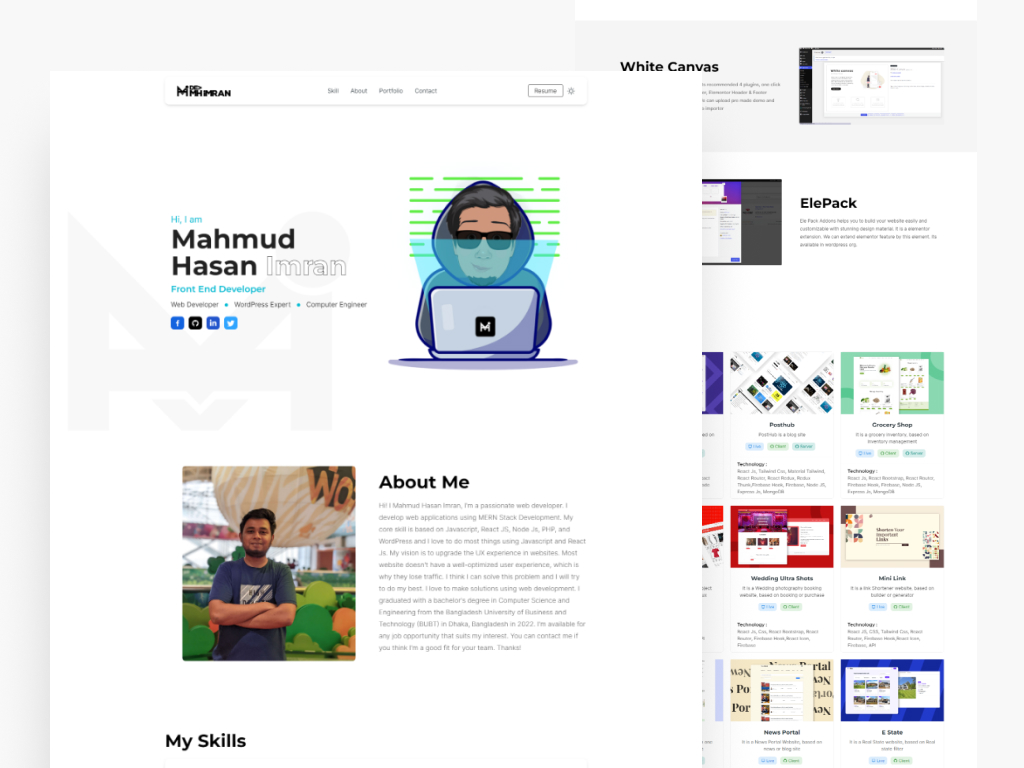 MHIMRAN
Skill
About
Portfolio
Contact
Resume
Hi, I am
Mahmud
Hasan Imran
Front End Developer
Web Developer • WordPress Expert • Computer Engineer
WO
About Me
Hi! I Mahmud Hasan Imran, I'm a passionate web developer. I
develop web applications using MERN Stack Development. My
core skill is based on Javascript, React JS, Node Js, PHP, and
WordPress and I love to do most things using Javascript and React
Js. My vision is to upgrade the UX experience in websites. Most
website doesn't have a well-optimized user experience, which is
why they lose traffic. I think I can solve this problem and I will try
to do my best. I love to make solutions using web development. I
graduated with a bachelor's degree in Computer Science and
Engineering from the Bangladesh University of Business and
Technology (BUBT) in Dhaka, Bangladesh in 2022. I'm available for
any job opportunity that suits my interest. You can contact me if
you think I'm a good fit for your team. Thanks!
My Skills
White Canvas
recommended 4 plugins, one click
Elementor Header & Footer
can upload pre-made demo and
importer
ElePack
Ele Pack Addons helps you to build your website easily and
customizable with stunning design material. It is a elementor
extension. We can extend elementor feature by this element. Its
available in wordpress.org.
Posthub
PostHub is a blog site
Live
Client
Server
Technology :
React Js, Tailwind Css, Material Tailwind,
React Router, React Redux, Redux
Thunk,Firebase Hook, Firebase, Node JS,
Express Js, MongoDB
Grocery Shop
It is a grocery inventory, based on
inventory management
Live
Client
Server
Technology :
React Js, React Bootstrap, React Router,
Firebase Hook, Firebase, Node JS,
Express Js, MongoDB
Wedding Ultra Shots
It is a Wedding photography booking
website, based on booking or purchase
Live
Client
Technology :
React Js, Css, React Bootstrap, React
Router, Firebase Hook,React Icon,
Firebase
Shorten Your
Important
Links
Mini Link
It is a link Shortener website, based on
builder or generator
Live
Client
Technology :
React JS, CSS, Tailwind Css, React
Router, Firebase Hook, React Icon,
Firebase, API
News Portal
News Portal
It is a News Portal Website, based on
news or blog site
Live
Client
E State
It is a Real State website, based on Real
state filter
Live
Client